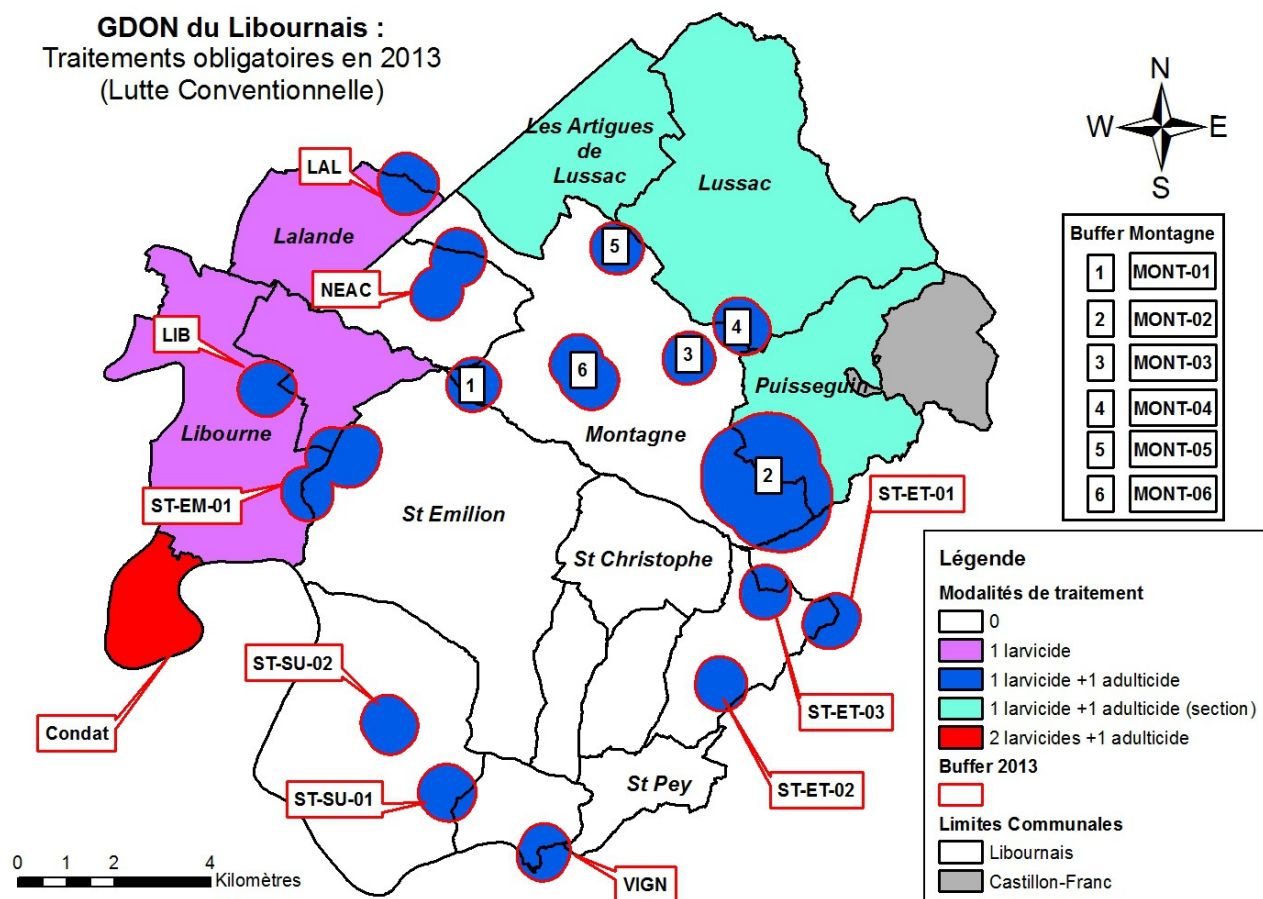 GDON du Libournais :
Traitements obligatoires en 2013
(Lutte Conventionnelle)
N
W E
S
Les Artigues
de
Lussac
Lussac
LAL
Lalande
NEAC
LIB
Libourne
ST-EM-01
5
4
3
6
1
Montagne
Puisseguin
2
ST-ET-01
St Emilion
St Christophe
ST-SU-02
Condat
ST-ET-03
ST-SU-01
St Pey
ST-ET-02
VIGN
0 1 2 4
Kilomètres
Buffer Montagne
1 MONT-01
2 MONT-02
3 MONT-03
4 MONT-04
5 MONT-05
6 MONT-06
Légende
Modalités de traitement
0
1 larvicide
1 larvicide +1 adulticide
1 larvicide +1 adulticide (section)
2 larvicides +1 adulticide
Buffer 2013
Limites Communales
Libournais
Castillon-Franc